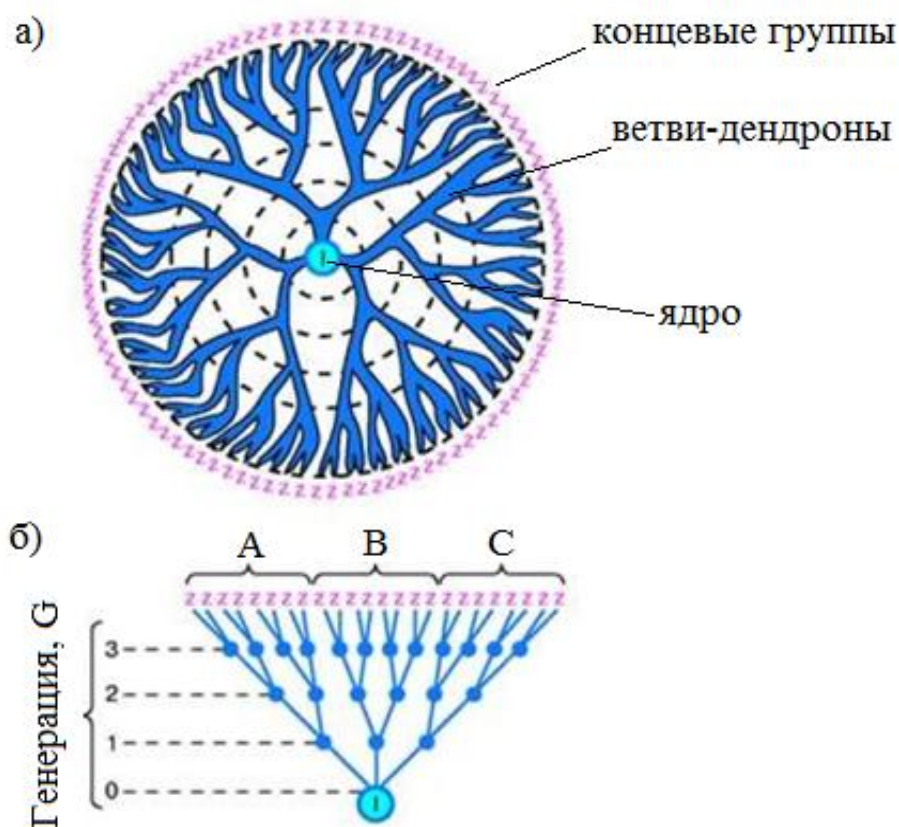 а)
концевые группы
ветви-дендроны
ядро
I
б)
A B C
Z Z Z Z Z Z Z Z Z Z Z Z Z Z Z Z Z Z Z Z Z Z Z Z
Генерация, G
3
2
1
0
I